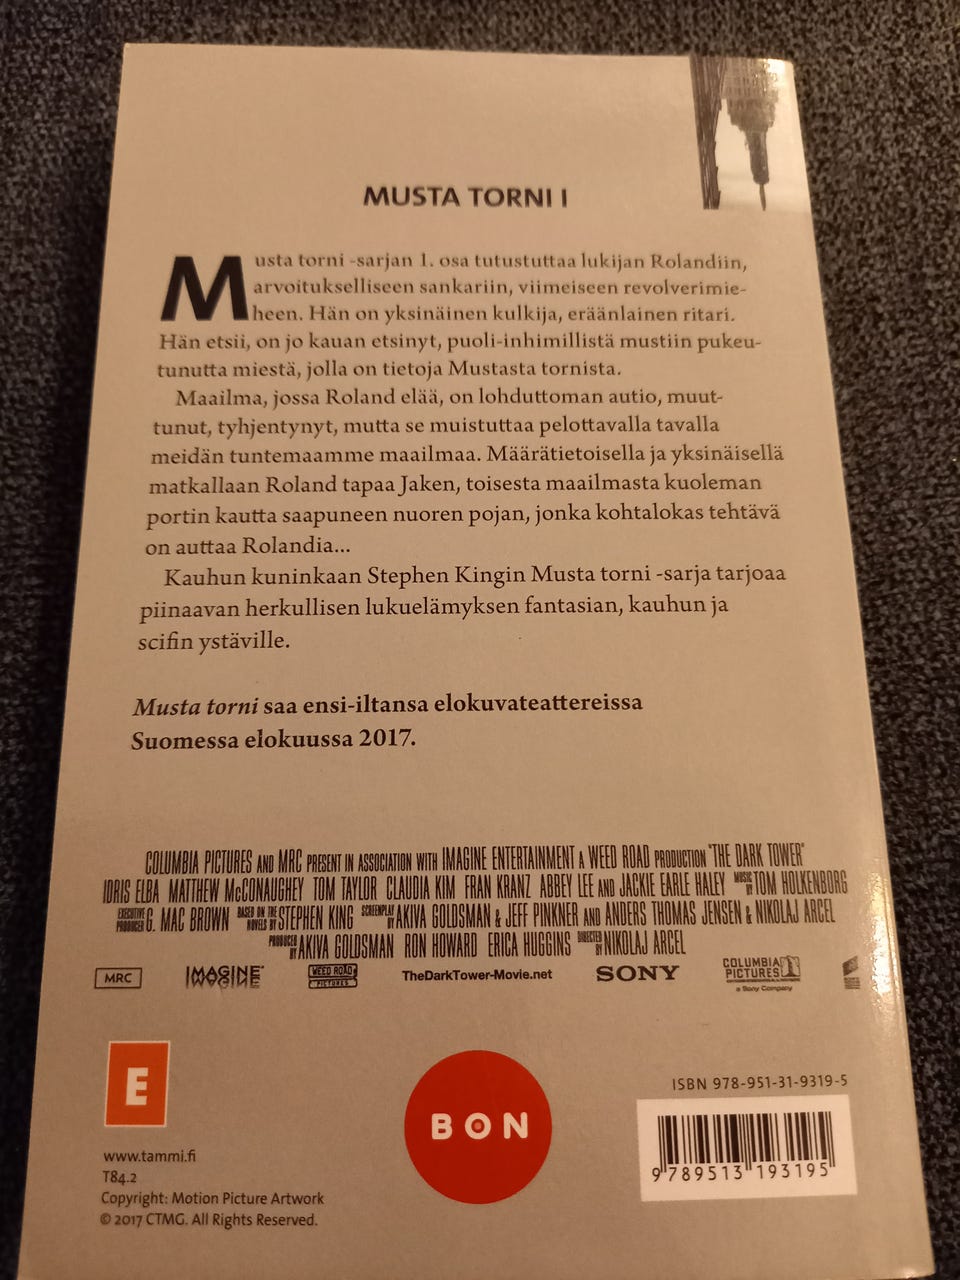 MUSTA TORNI I
Musta torni -sarjan 1. osa tutustuttaa lukijan Rolandiin,
arvoitukselliseen sankariin, viimeiseen revolverimie-
heen. Hän on yksinäinen kulkija, eräänlainen ritari.
Hän etsii, on jo kauan etsinyt, puoli-inhimillistä mustiin pukeu-
tunutta miestä, jolla on tietoja Mustasta tornista.
Maailma, jossa Roland elää, on lohduttoman autio, muut-
tunut, tyhjentynyt, mutta se muistuttaa pelottavalla tavalla
meidän tuntemaamme maailmaa. Määrätietoisella ja yksinäisellä
matkallaan Roland tapaa Jaken, toisesta maailmasta kuoleman
portin kautta saapuneen nuoren pojan, jonka kohtalokas tehtävä
on auttaa Rolandia...
Kauhun kuninkaan Stephen Kingin Musta torni -sarja tarjoaa
piinaavan herkullisen lukuelämyksen fantasian, kauhun ja
scifin ystäville.
Musta torni saa ensi-iltansa elokuvateattereissa
Suomessa elokuussa 2017.
COLUMBIA PICTURES AND MRC PRESENT IN ASSOCIATION WITH IMAGINE ENTERTAINMENT A WEED ROAD PRODUCTION "THE DARK TOWER"
IDRIS ELBA MATTHEW McCONAUGHEY TOM TAYLOR CLAUDIA KIM FRAN KRANZ ABBEY LEE AND JACKIE EARLE HALEY MUSIC BY TOM HOLKENBORG
EXECUTIVE PRODUCER G. MAC BROWN BASED ON THE NOVELS BY STEPHEN KING SCREENPLAY BY AKIVA GOLDSMAN & JEFF PINKNER AND ANDERS THOMAS JENSEN & NIKOLAJ ARCEL
PRODUCED BY AKIVA GOLDSMAN RON HOWARD ERICA HUGGINS DIRECTED BY NIKOLAJ ARCEL
MRC IMAGINE WEED ROAD PICTURES TheDarkTower-Movie.net SONY COLUMBIA PICTURES a Sony Company
E
BON
ISBN 978-951-31-9319-5
9 789513 193195
www.tammi.fi
T84.2
Copyright: Motion Picture Artwork
© 2017 CTMG. All Rights Reserved.